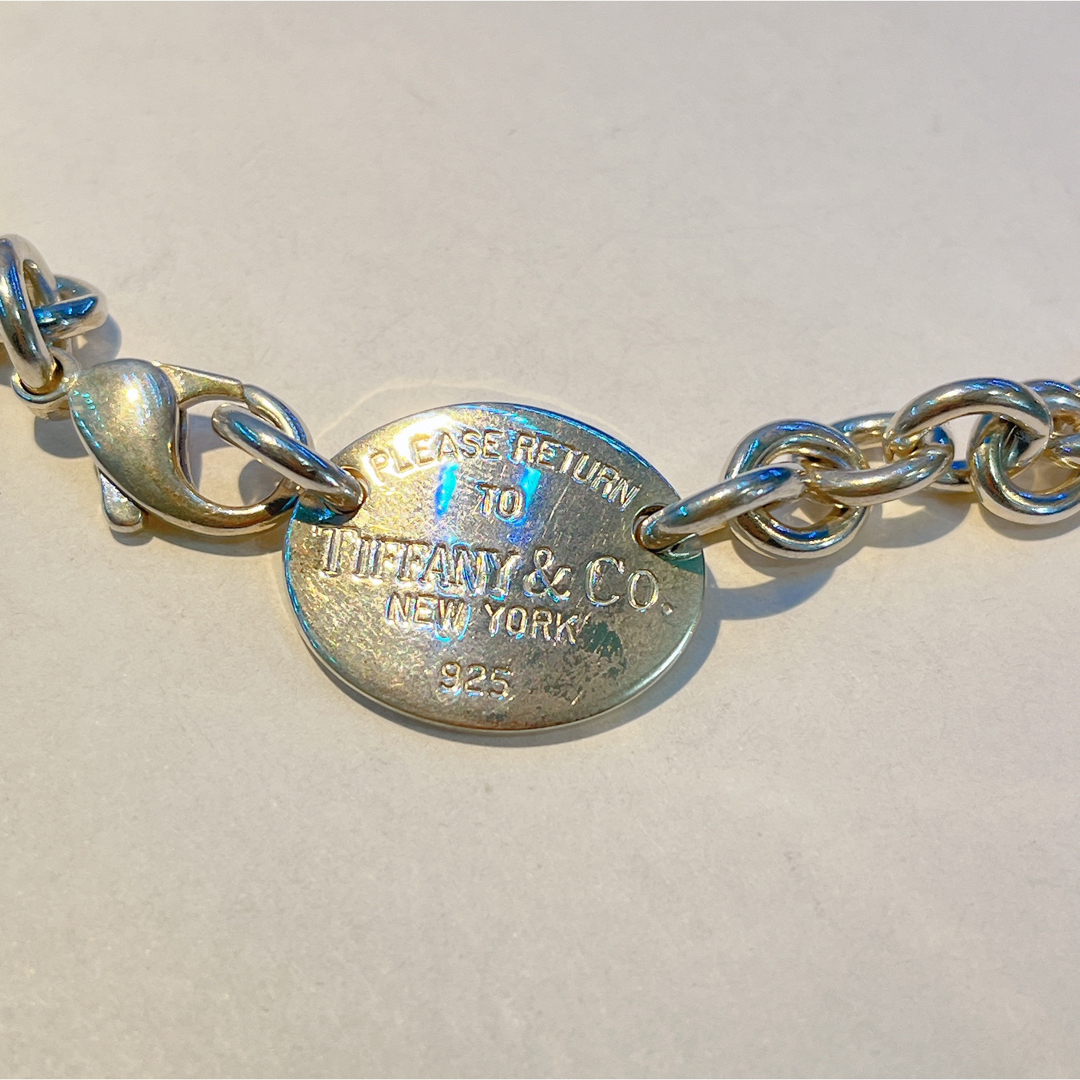 PLEASE RETURN
TO
TIFFANY & CO.
NEW YORK
925